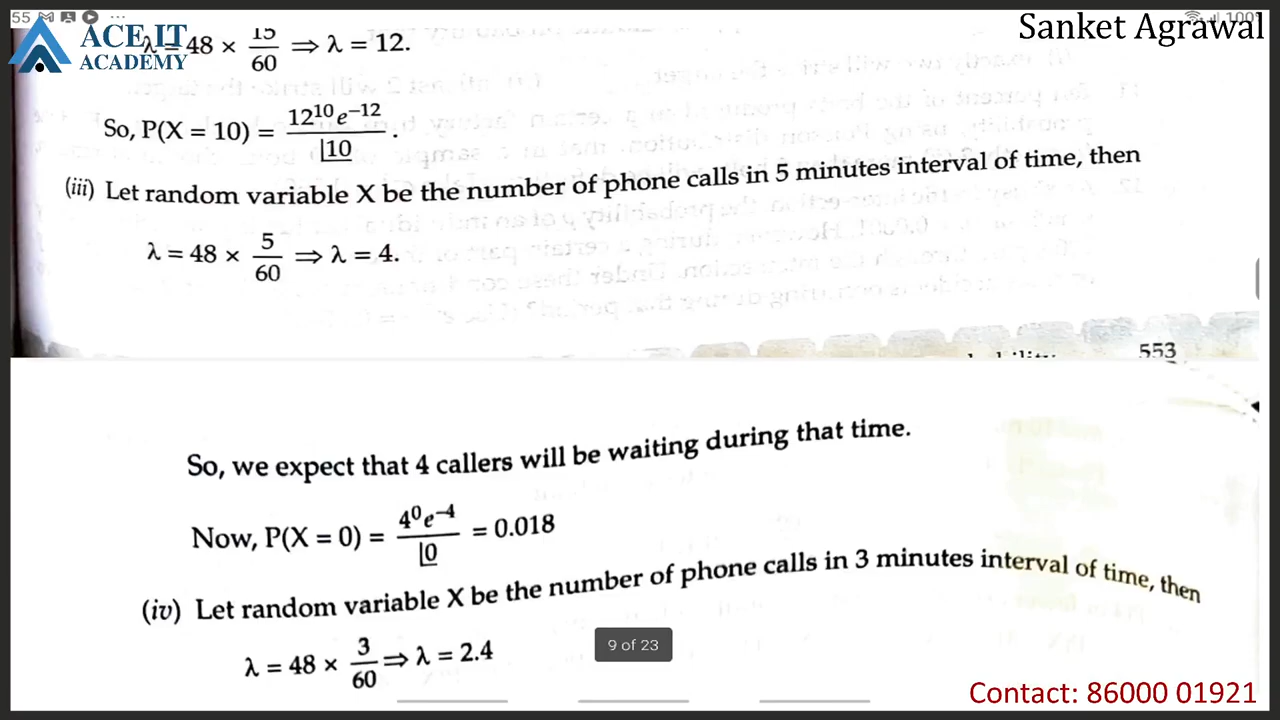 55
100%
Sanket Agrawal
ACE IT
ACADEMY
λ = 48 × 15/60 ⇒ λ = 12.
So, P(X = 10) = 12¹⁰e⁻¹²/⌊10.
(iii) Let random variable X be the number of phone calls in 5 minutes interval of time, then
λ = 48 × 5/60 ⇒ λ = 4.
553
So, we expect that 4 callers will be waiting during that time.
Now, P(X = 0) = 4⁰e⁻⁴/⌊0 = 0.018
(iv) Let random variable X be the number of phone calls in 3 minutes interval of time, then
λ = 48 × 3/60 ⇒ λ = 2.4
9 of 23
Contact: 86000 01921